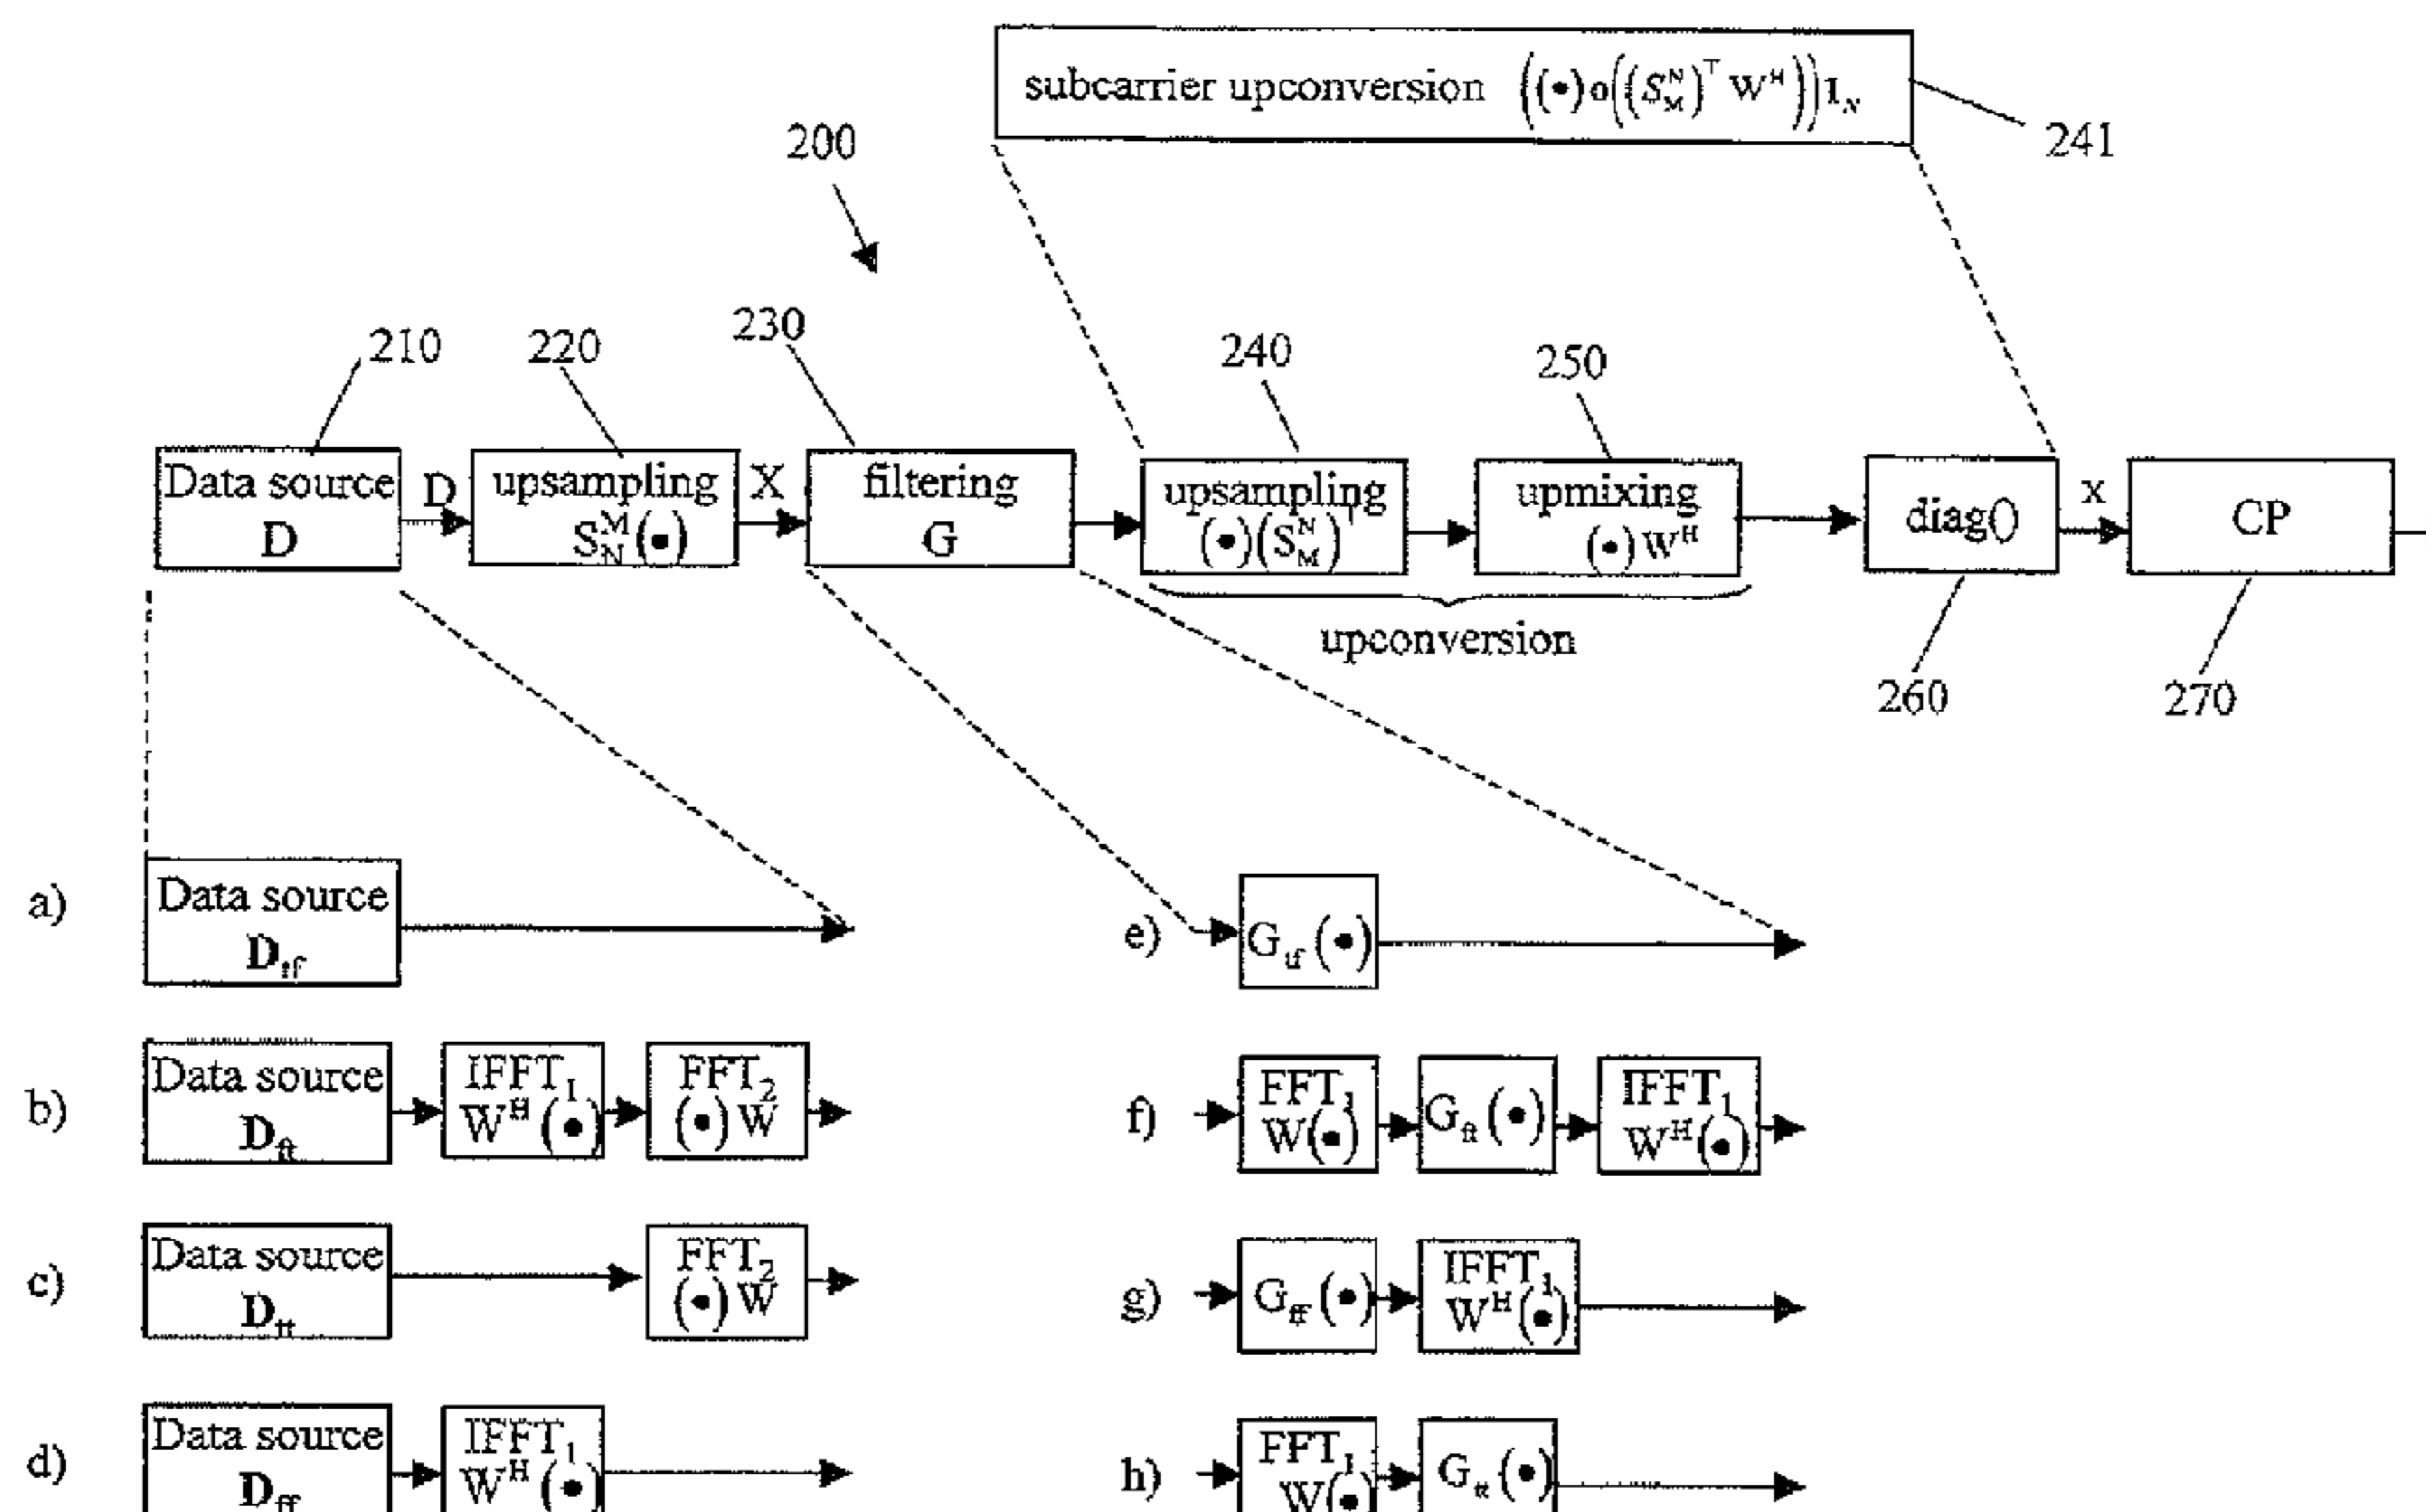 subcarrier upconversion ((•)o((S_M^N)^T W^H))1_N
241
200
210
220
230
240
250
Data source
D
D
upsampling
S_N^M(•)
X
filtering
G
upsampling
(•)(S_M^N)^T
upmixing
(•)W^H
diag()
x
CP
upconversion
260
270
a)
Data source
D_tf
e)
G_tf(•)
b)
Data source
D_ft
IFFT_1
W^H(•)
FFT_2
(•)W
f)
FFT_1
W(•)
G_ft(•)
IFFT_1
W^H(•)
c)
Data source
D_tt
FFT_2
(•)W
g)
G_ff(•)
IFFT_1
W^H(•)
d)
Data source
D_ff
IFFT_1
W^H(•)
h)
FFT_1
W(•)
G_tt(•)